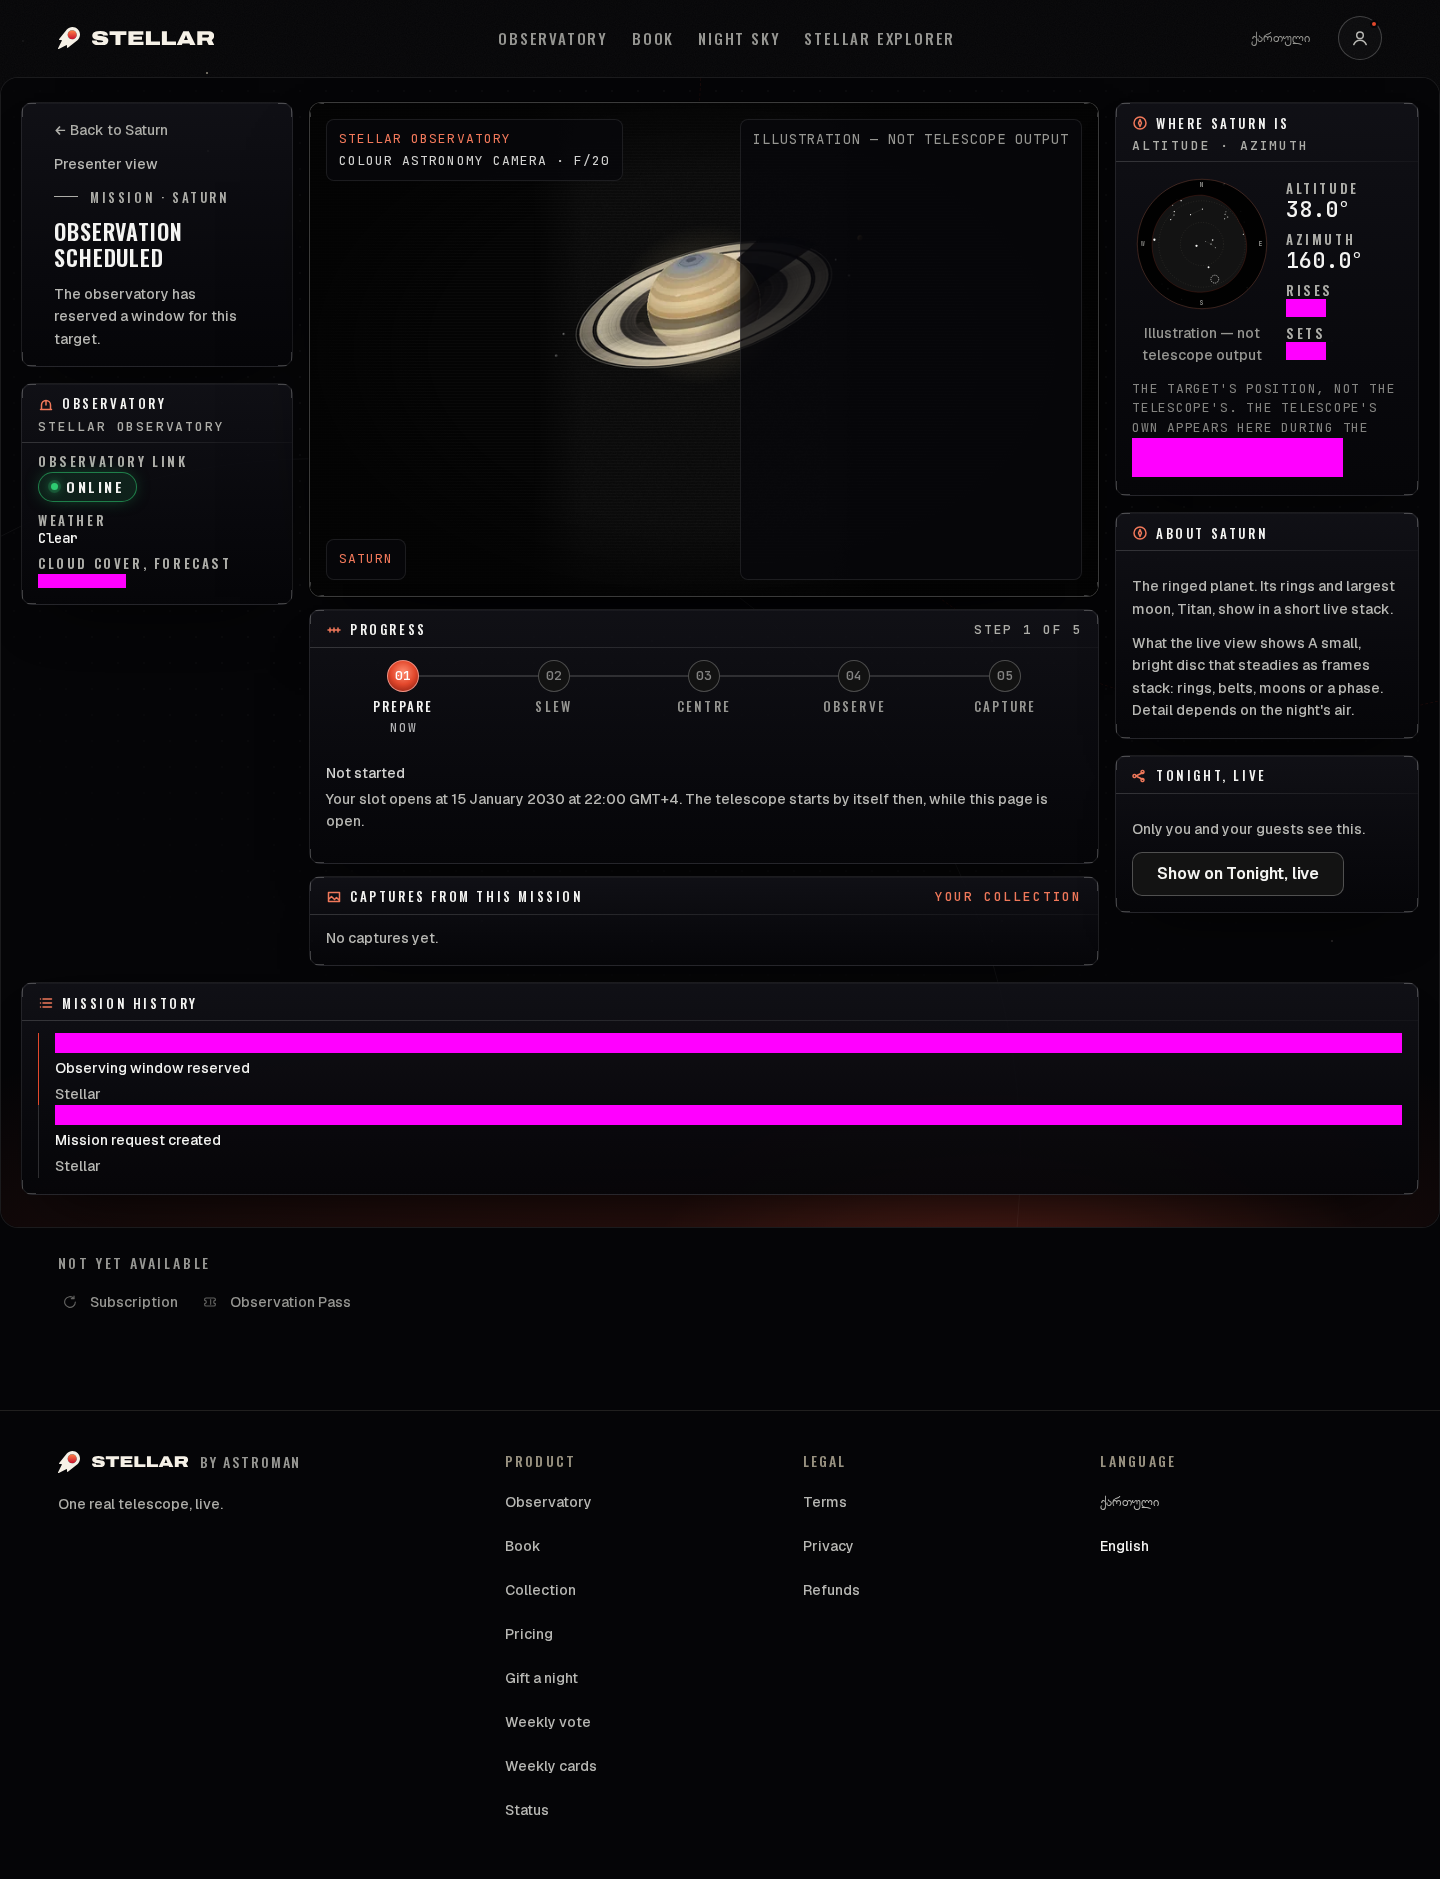 STELLAR
OBSERVATORY
BOOK
NIGHT SKY
STELLAR EXPLORER
ქართული
← Back to Saturn
Presenter view
MISSION · SATURN
OBSERVATION
SCHEDULED
The observatory has
reserved a window for this
target.
OBSERVATORY
STELLAR OBSERVATORY
OBSERVATORY LINK
ONLINE
WEATHER
Clear
CLOUD COVER, FORECAST
STELLAR OBSERVATORY
COLOUR ASTRONOMY CAMERA · F/20
ILLUSTRATION — NOT TELESCOPE OUTPUT
SATURN
PROGRESS
STEP 1 OF 5
01
02
03
04
05
PREPARE
SLEW
CENTRE
OBSERVE
CAPTURE
NOW
Not started
Your slot opens at 15 January 2030 at 22:00 GMT+4. The telescope starts by itself then, while this page is
open.
CAPTURES FROM THIS MISSION
YOUR COLLECTION
No captures yet.
WHERE SATURN IS
ALTITUDE · AZIMUTH
N
W
E
S
Illustration — not
telescope output
ALTITUDE
38.0°
AZIMUTH
160.0°
RISES
SETS
THE TARGET'S POSITION, NOT THE
TELESCOPE'S. THE TELESCOPE'S
OWN APPEARS HERE DURING THE
ABOUT SATURN
The ringed planet. Its rings and largest
moon, Titan, show in a short live stack.
What the live view shows A small,
bright disc that steadies as frames
stack: rings, belts, moons or a phase.
Detail depends on the night's air.
TONIGHT, LIVE
Only you and your guests see this.
Show on Tonight, live
MISSION HISTORY
Observing window reserved
Stellar
Mission request created
Stellar
NOT YET AVAILABLE
Subscription
Observation Pass
STELLAR BY ASTROMAN
One real telescope, live.
PRODUCT
Observatory
Book
Collection
Pricing
Gift a night
Weekly vote
Weekly cards
Status
LEGAL
Terms
Privacy
Refunds
LANGUAGE
ქართული
English